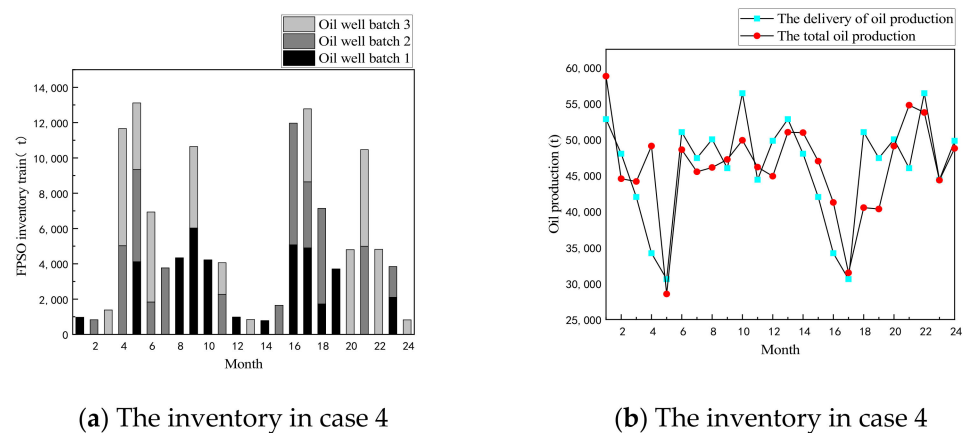 Oil well batch 3
Oil well batch 2
Oil well batch 1
14,000
12,000
10,000
8,000
6,000
4,000
2,000
0
FPSO inventory train( t)
2 4 6 8 10 12 14 16 18 20 22 24
Month
(a) The inventory in case 4
The delivery of oil production
The total oil production
60,000
55,000
50,000
45,000
40,000
35,000
30,000
25,000
Oil production (t)
2 4 6 8 10 12 14 16 18 20 22 24
Month
(b) The inventory in case 4